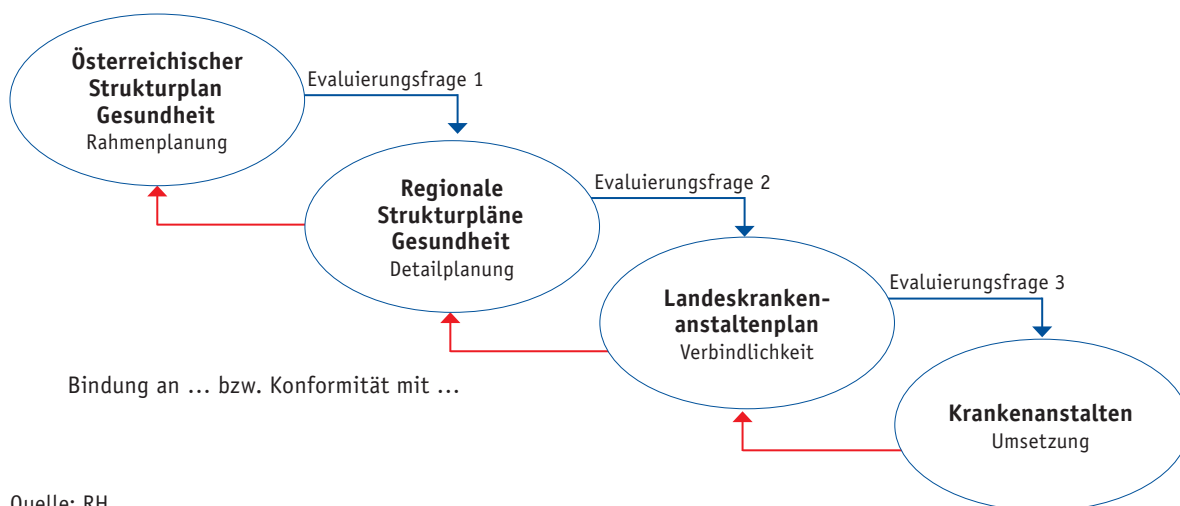 Österreichischer
Strukturplan
Gesundheit
Rahmenplanung
Evaluierungsfrage 1
Regionale
Strukturpläne
Gesundheit
Detailplanung
Evaluierungsfrage 2
Landeskranken-
anstaltenplan
Verbindlichkeit
Evaluierungsfrage 3
Krankenanstalten
Umsetzung
Bindung an ... bzw. Konformität mit ...
Quelle: RH